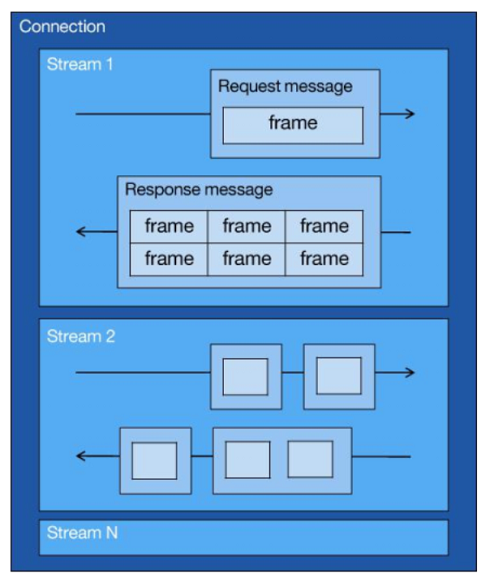 Connection
Stream 1
Request message
frame
Response message
frame frame frame
frame frame frame
Stream 2
Stream N